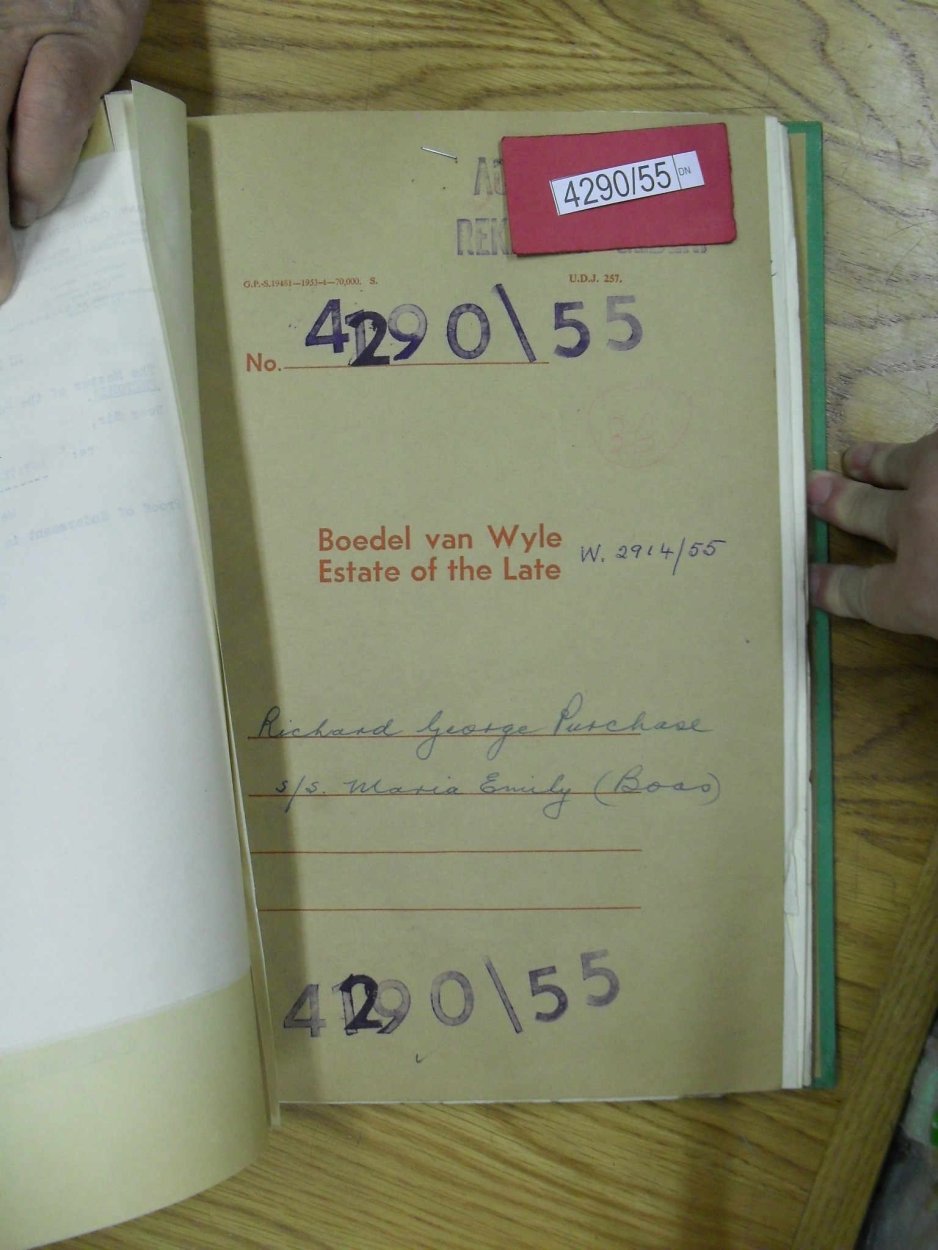 4290/55 DN
G.P.-S.19481—1953-4—70,000. S. U.D.J. 257.
No. 4290\55
Boedel van Wyle
Estate of the Late W. 2914/55
Richard George Purchase
s/s. Maria Emily (Boas)
4290\55